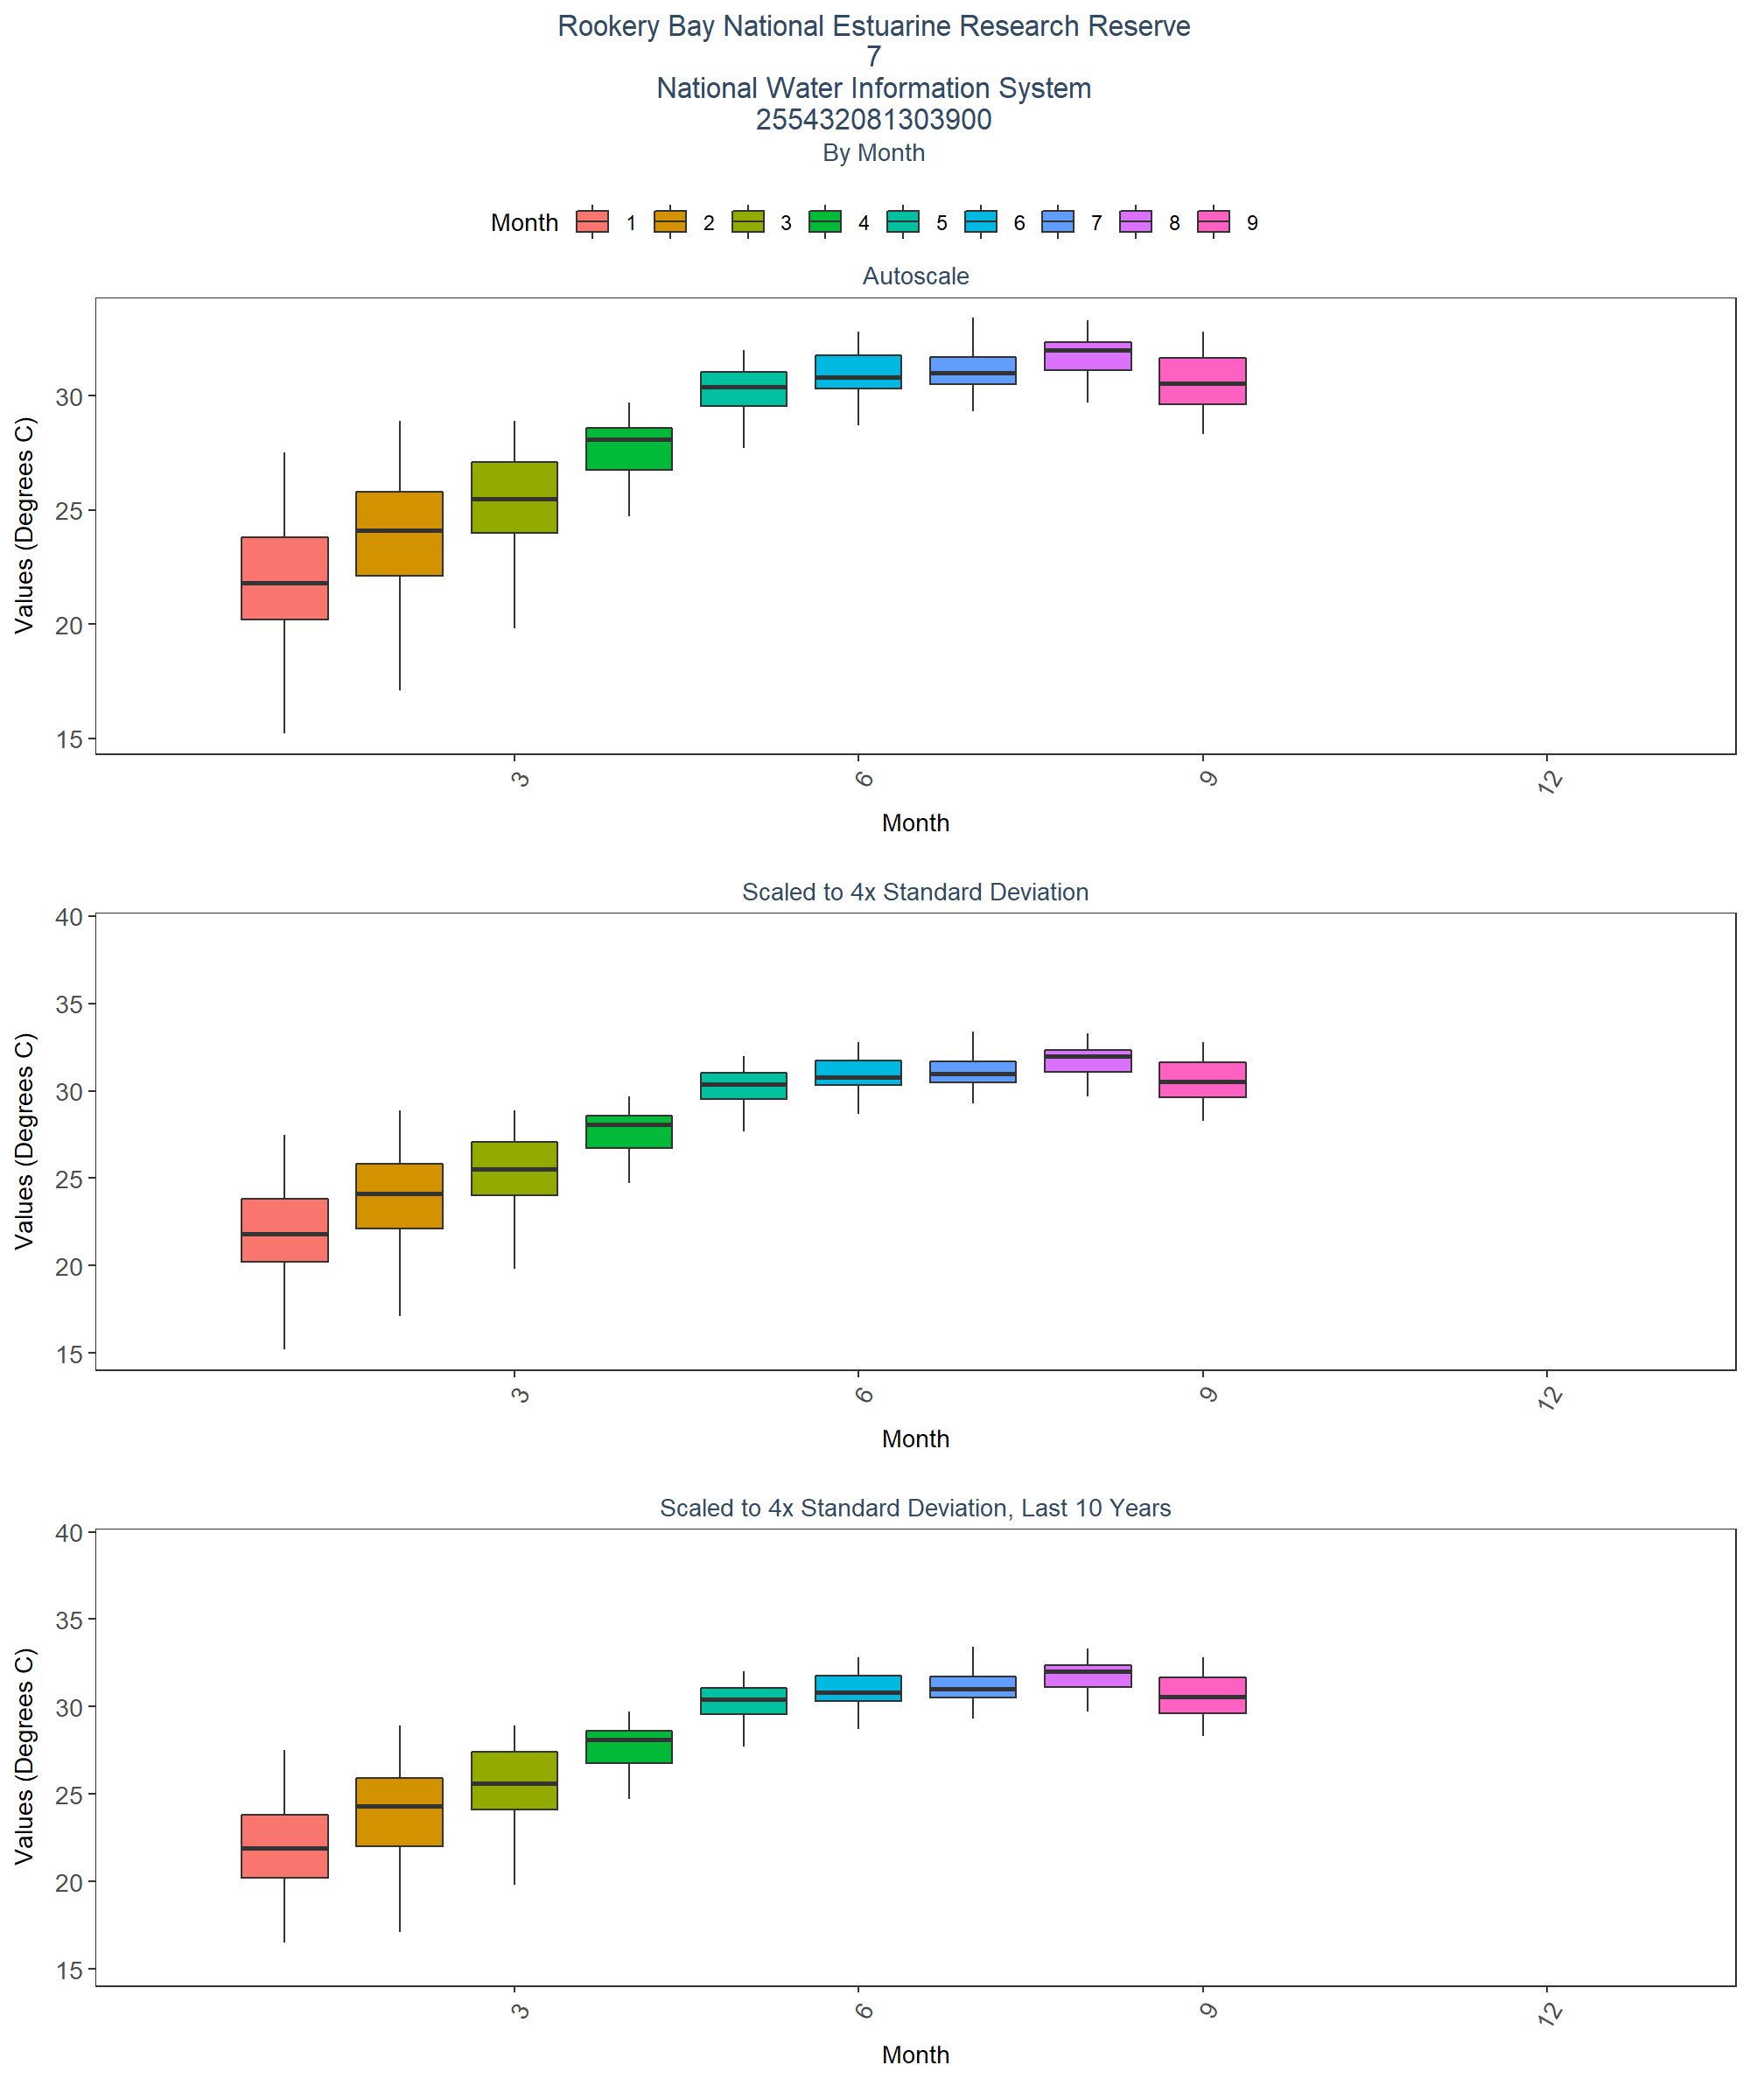 Rookery Bay National Estuarine Research Reserve
7
National Water Information System
255432081303900
By Month
Month 1 2 3 4 5 6 7 8 9
Autoscale
Values (Degrees C)
30
25
20
15
3 6 9 12
Month
Scaled to 4x Standard Deviation
Values (Degrees C)
40
35
30
25
20
15
3 6 9 12
Month
Scaled to 4x Standard Deviation, Last 10 Years
Values (Degrees C)
40
35
30
25
20
15
3 6 9 12
Month